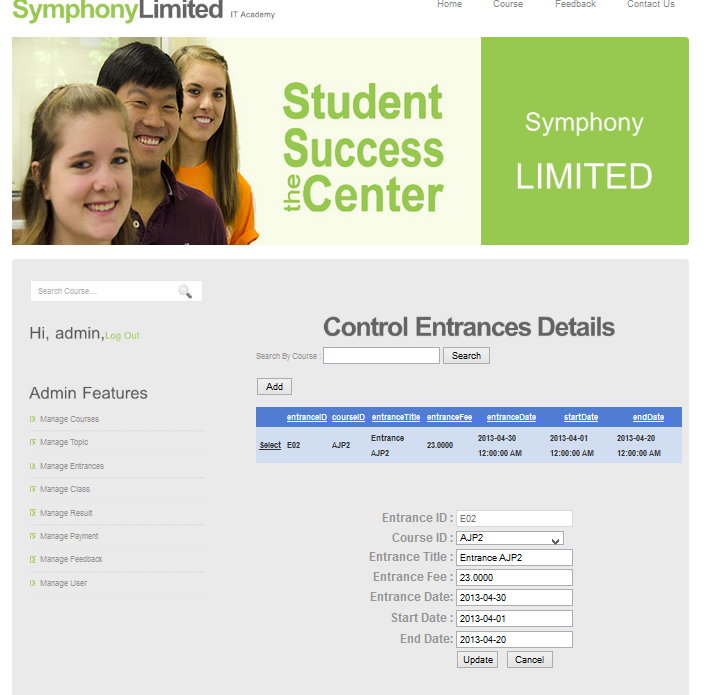 SymphonyLimited IT Academy
Home Course Feedback Contact Us
Student
Success
the Center
Symphony
LIMITED
Search Course....
Hi, admin,Log Out
Admin Features
Manage Courses
Manage Topic
Manage Entrances
Manage Class
Manage Result
Manage Payment
Manage Feedback
Manage User
Control Entrances Details
Search By Course : Search
Add
entranceID courseID entranceTitle entranceFee entranceDate startDate endDate
Select E02 AJP2 Entrance AJP2 23.0000 2013-04-30 12:00:00 AM 2013-04-01 12:00:00 AM 2013-04-20 12:00:00 AM
Entrance ID : E02
Course ID : AJP2
Entrance Title : Entrance AJP2
Entrance Fee : 23.0000
Entrance Date: 2013-04-30
Start Date : 2013-04-01
End Date: 2013-04-20
Update Cancel